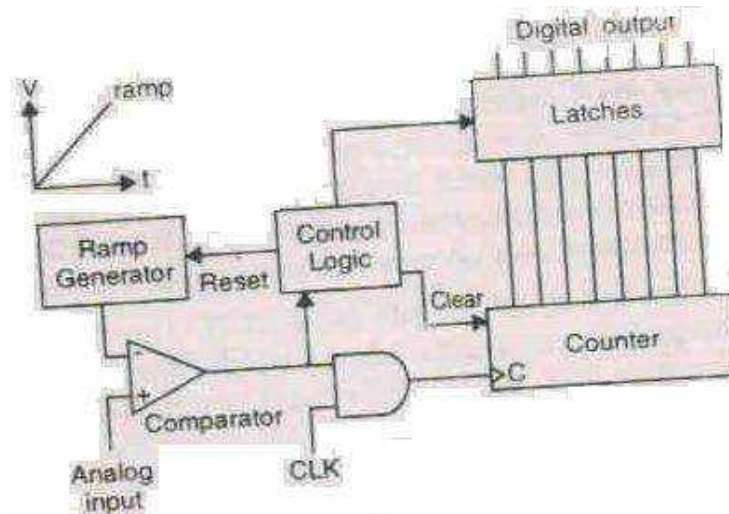 Digital output
V
ramp
t
Latches
Ramp
Generator
Reset
Control
Logic
Clear
Counter
C
-
+
Comparator
Analog
input
CLK